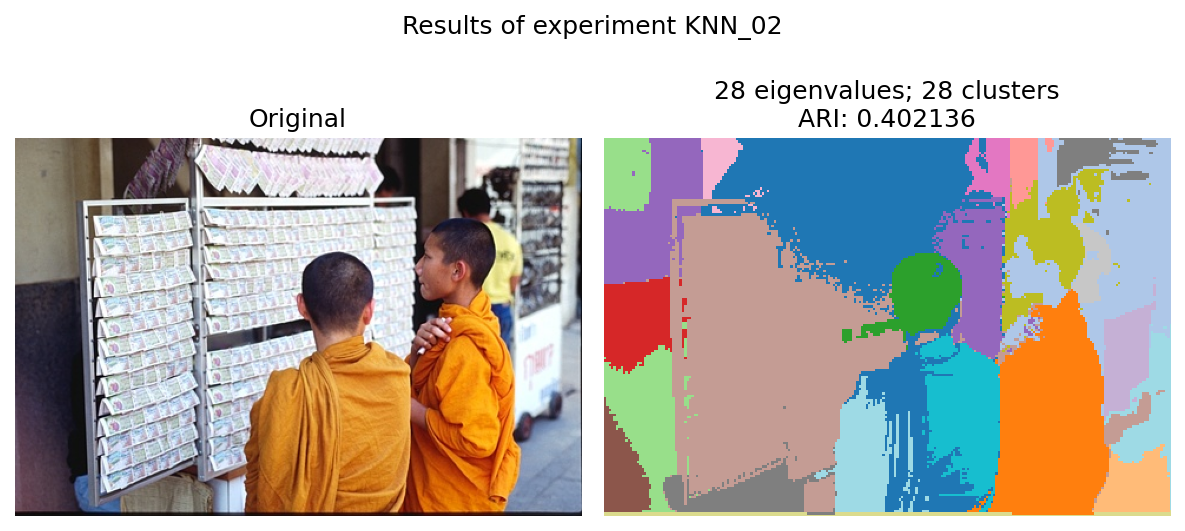 Results of experiment KNN_02
Original
28 eigenvalues; 28 clusters
ARI: 0.402136